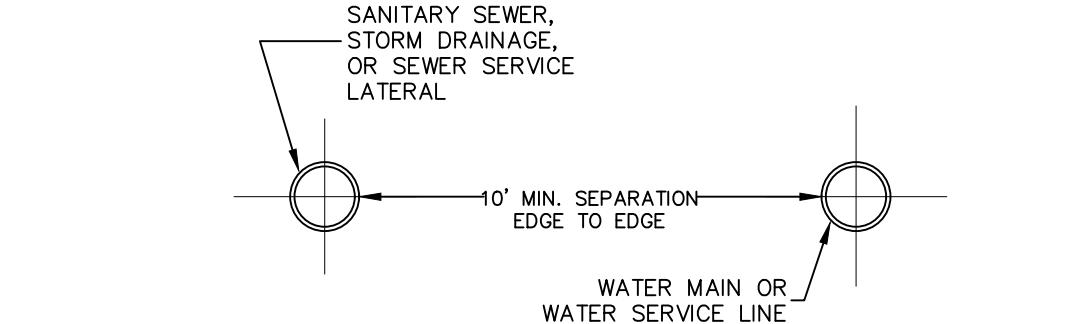 SANITARY SEWER,
STORM DRAINAGE,
OR SEWER SERVICE
LATERAL
10' MIN. SEPARATION
EDGE TO EDGE
WATER MAIN OR
WATER SERVICE LINE